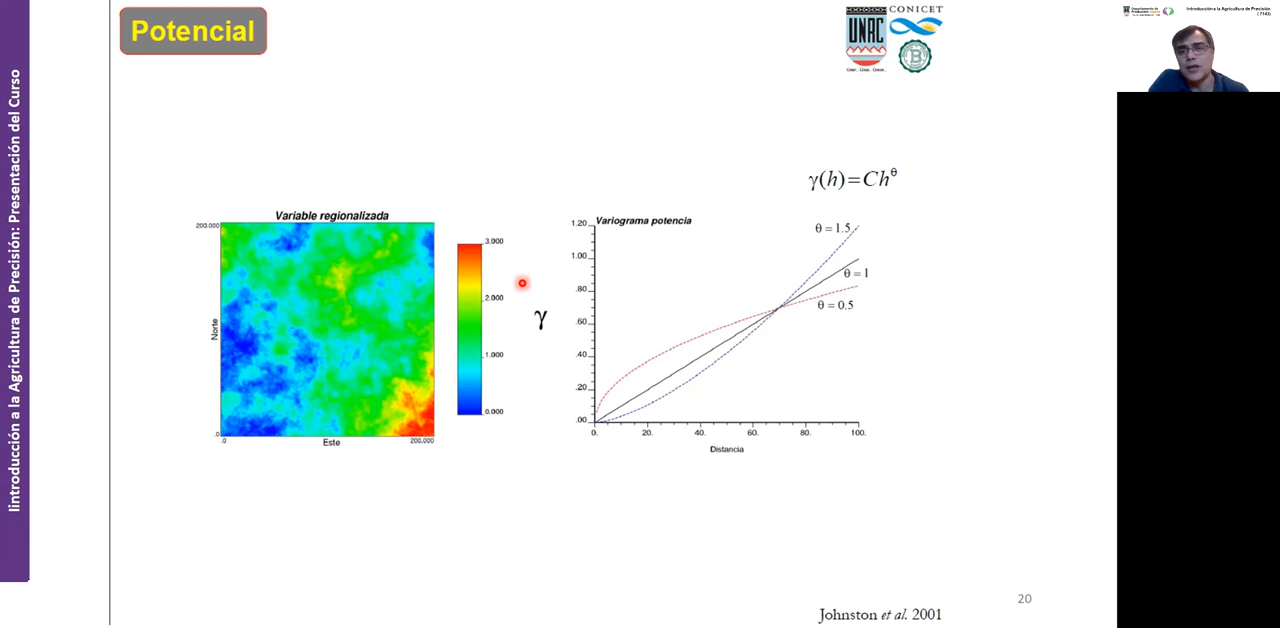 Potencial
UNRC
CONICET
B
Introducción a la Agricultura de Precisión
(7143)
Iintroducción a la Agricultura de Precisión: Presentación del Curso
γ(h)=Ch^θ
Variable regionalizada
200.000
Norte
.0
.0
Este
200.000
3.000
2.000
1.000
0.000
γ
Variograma potencia
1.20
1.00
.80
.60
.40
.20
.00
0.
20.
40.
60.
80.
100.
Distancia
θ = 1.5
θ = 1
θ = 0.5
20
Johnston et al. 2001